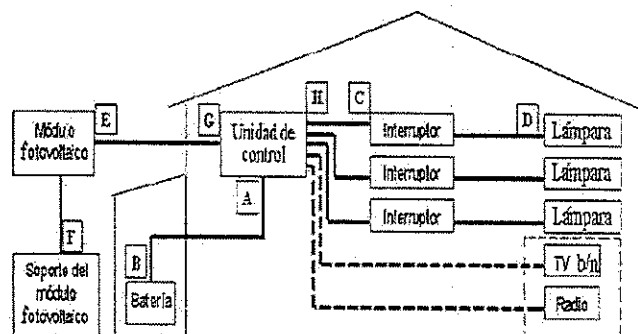 H
C
E
G
D
Módulo
fotovoltaico
Unidad de
control
Interruptor
Lámpara
Interruptor
Lámpara
A
Interruptor
Lámpara
F
B
Soporte del
módulo
fotovoltaico
Batería
TV b/n
Radio